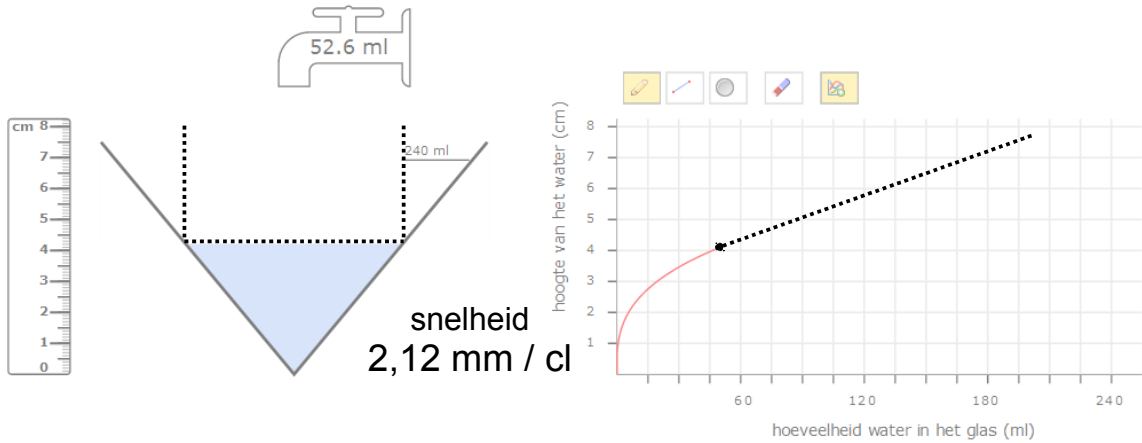 52.6 ml
cm 8
7
6
5
4
3
2
1
0
240 ml
snelheid
2,12 mm / cl
hoogte van het water (cm)
8
7
6
5
4
3
2
1
60
120
180
240
hoeveelheid water in het glas (ml)